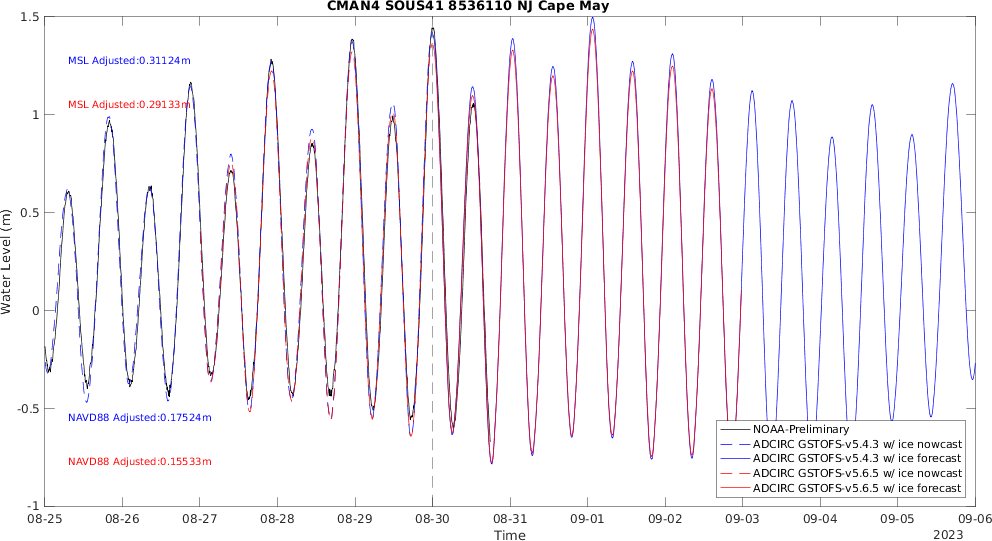 CMAN4 SOUS41 8536110 NJ Cape May
1.5
MSL Adjusted:0.31124m
MSL Adjusted:0.29133m
1
0.5
Water Level (m)
0
-0.5
NAVD88 Adjusted:0.17524m
NAVD88 Adjusted:0.15533m
NOAA-Preliminary
ADCIRC GSTOFS-v5.4.3 w/ ice nowcast
ADCIRC GSTOFS-v5.4.3 w/ ice forecast
ADCIRC GSTOFS-v5.6.5 w/ ice nowcast
ADCIRC GSTOFS-v5.6.5 w/ ice forecast
-1
08-25 08-26 08-27 08-28 08-29 08-30 08-31 09-01 09-02 09-03 09-04 09-05 09-06
Time
2023